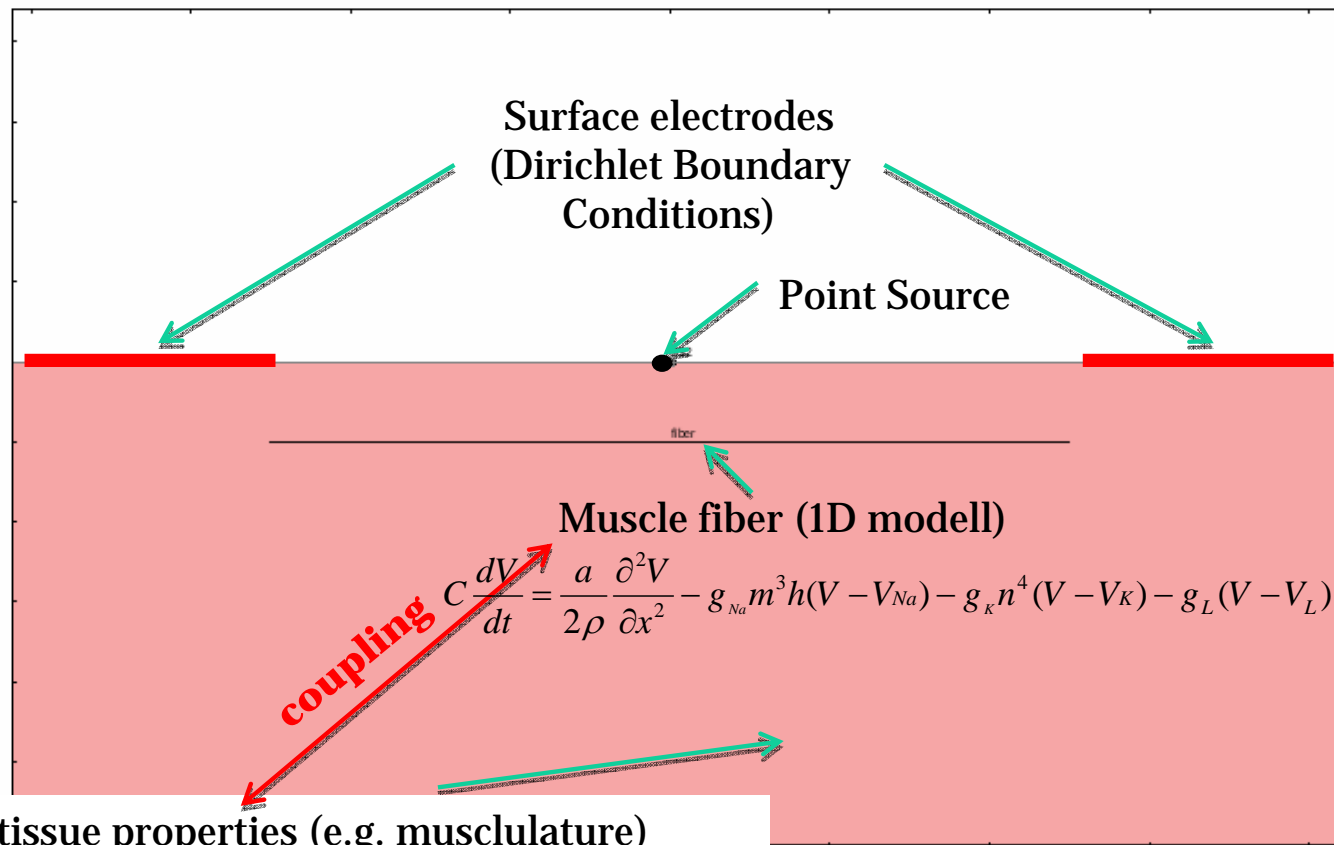 Surface electrodes
(Dirichlet Boundary
Conditions)
Point Source
fiber
Muscle fiber (1D modell)
C dV/dt = a/2ρ ∂²V/∂x² − g_Na m³h(V − V_Na) − g_K n⁴(V − V_K) − g_L(V − V_L)
coupling
tissue properties (e.g. musclulature)